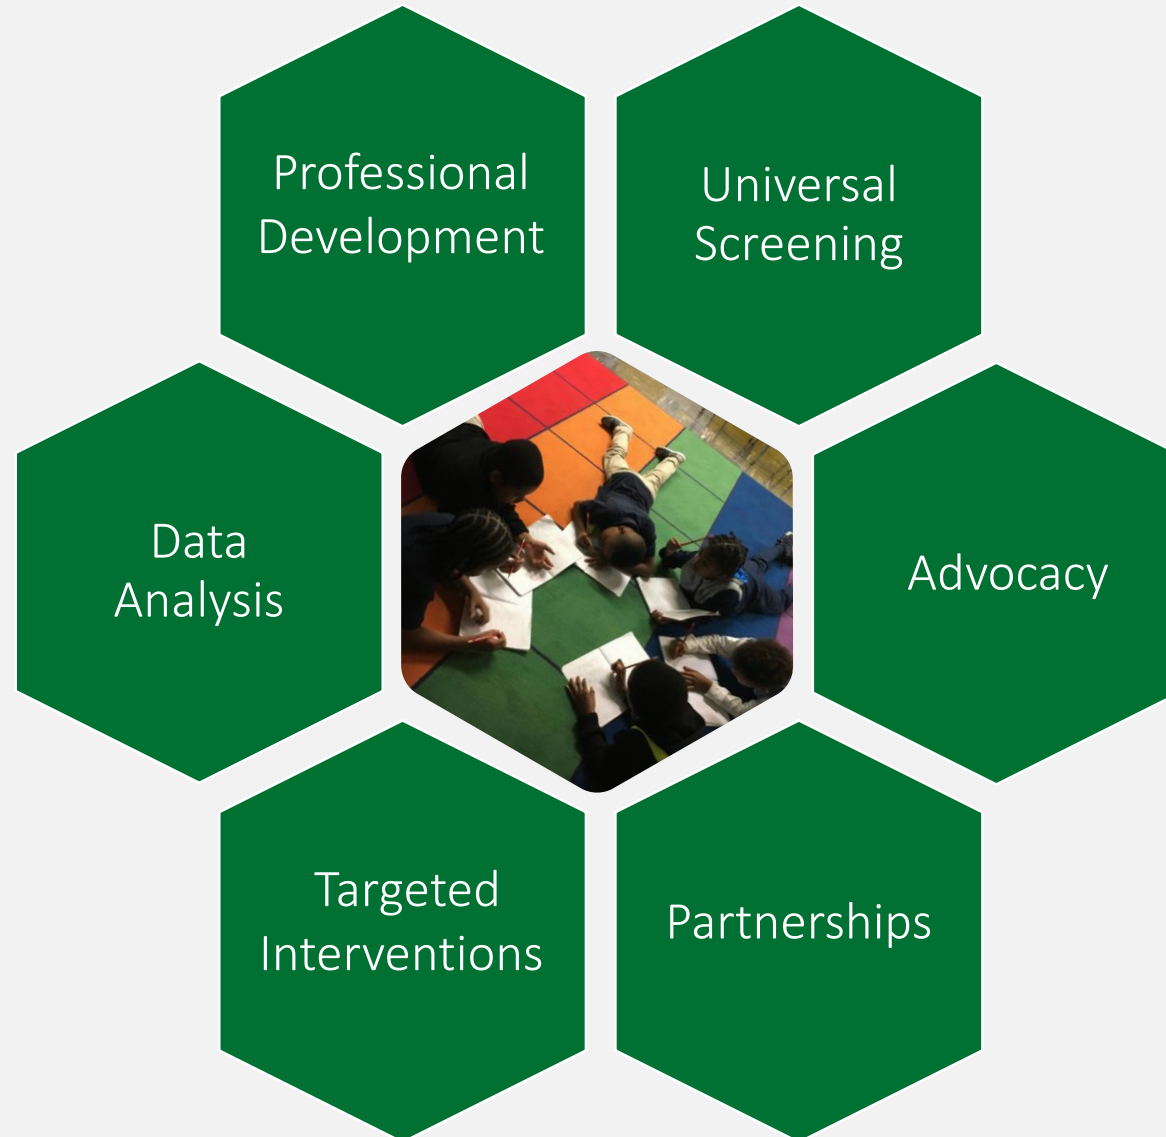 Professional
Development
Universal
Screening
Data
Analysis
Advocacy
Targeted
Interventions
Partnerships